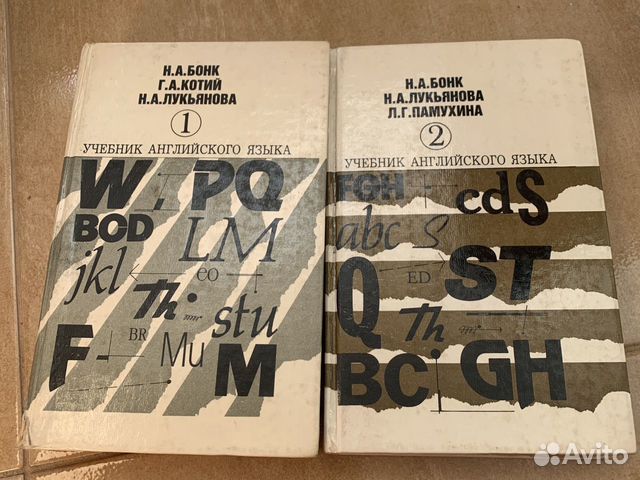 Н.А.БОНК
Г.А.КОТИЙ
Н.А.ЛУКЬЯНОВА
1
УЧЕБНИК АНГЛИЙСКОГО ЯЗЫКА
W. PQ
BCD
LM
jkl
EO
Th
stu
BR
F
Mu
M
Н.А.БОНК
Н.А.ЛУКЬЯНОВА
Л.Г.ПАМУХИНА
2
УЧЕБНИК АНГЛИЙСКОГО ЯЗЫКА
FGH
cdS
abc S
Q
ED
ST
Th
BC
GH
Avito